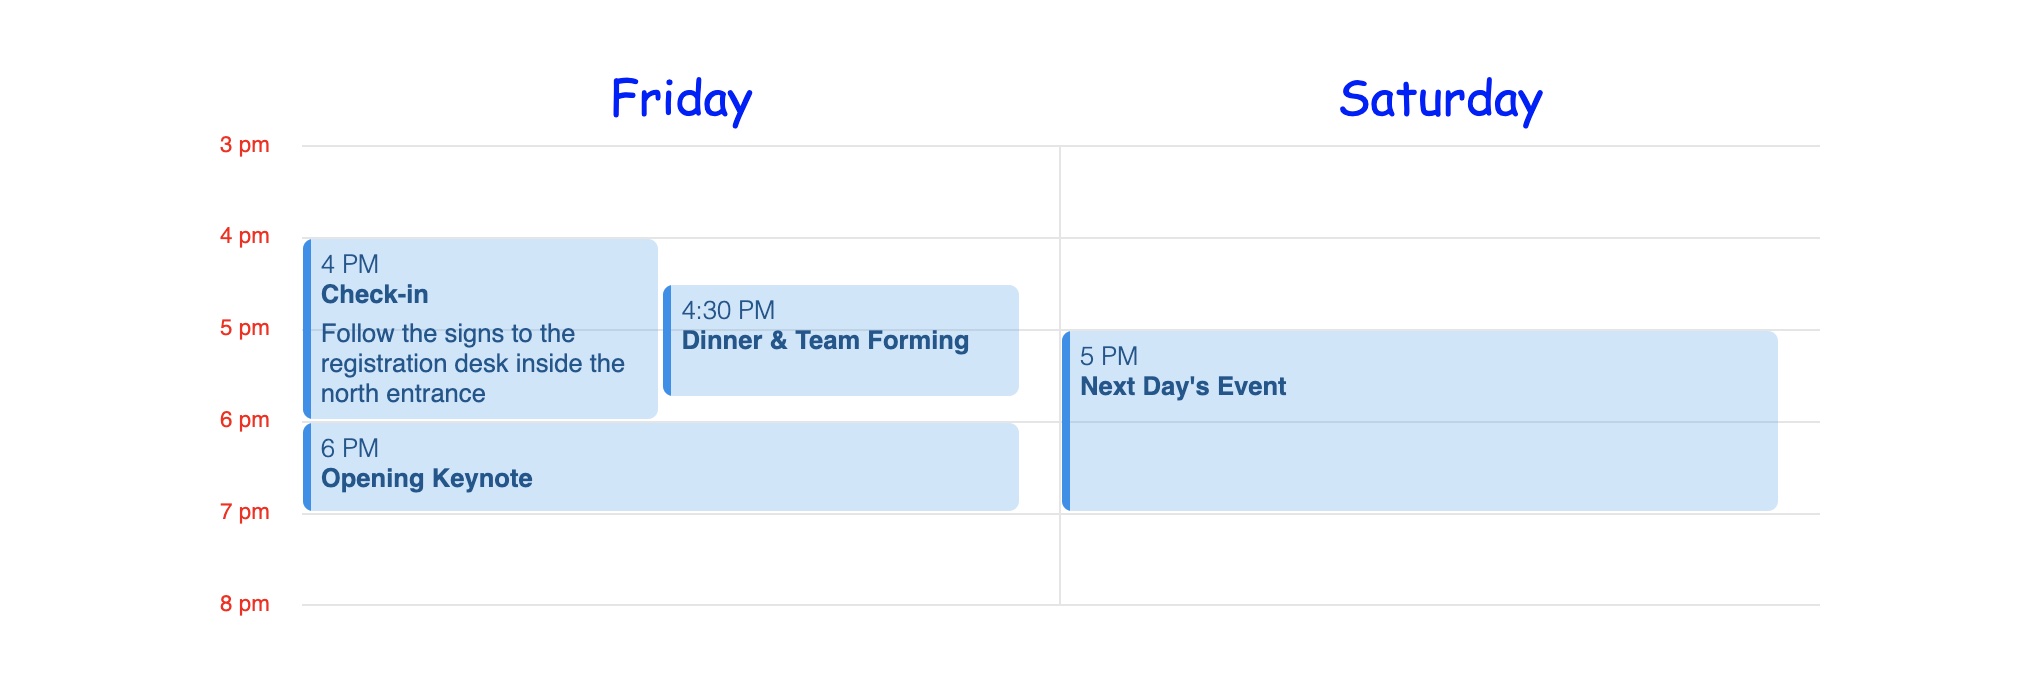 Friday
Saturday
3 pm
4 pm
5 pm
6 pm
7 pm
8 pm
4 PM
Check-in
Follow the signs to the
registration desk inside the
north entrance
4:30 PM
Dinner & Team Forming
6 PM
Opening Keynote
5 PM
Next Day's Event